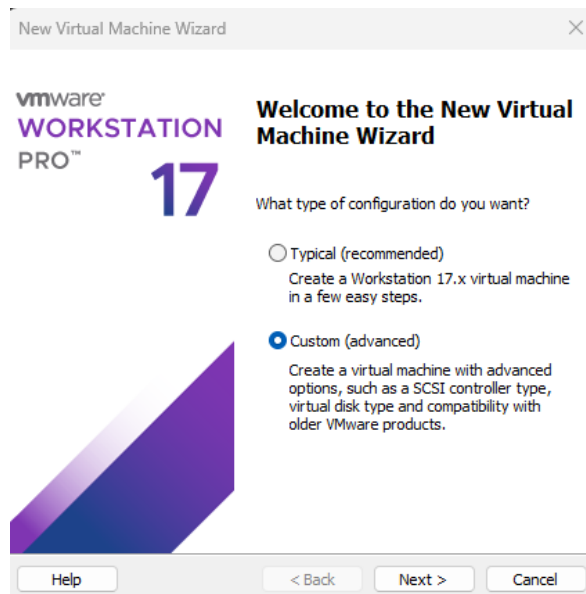 New Virtual Machine Wizard
vmware®
WORKSTATION
PRO™
17
Welcome to the New Virtual
Machine Wizard
What type of configuration do you want?
Typical (recommended)
Create a Workstation 17.x virtual machine
in a few easy steps.
Custom (advanced)
Create a virtual machine with advanced
options, such as a SCSI controller type,
virtual disk type and compatibility with
older VMware products.
Help
< Back
Next >
Cancel